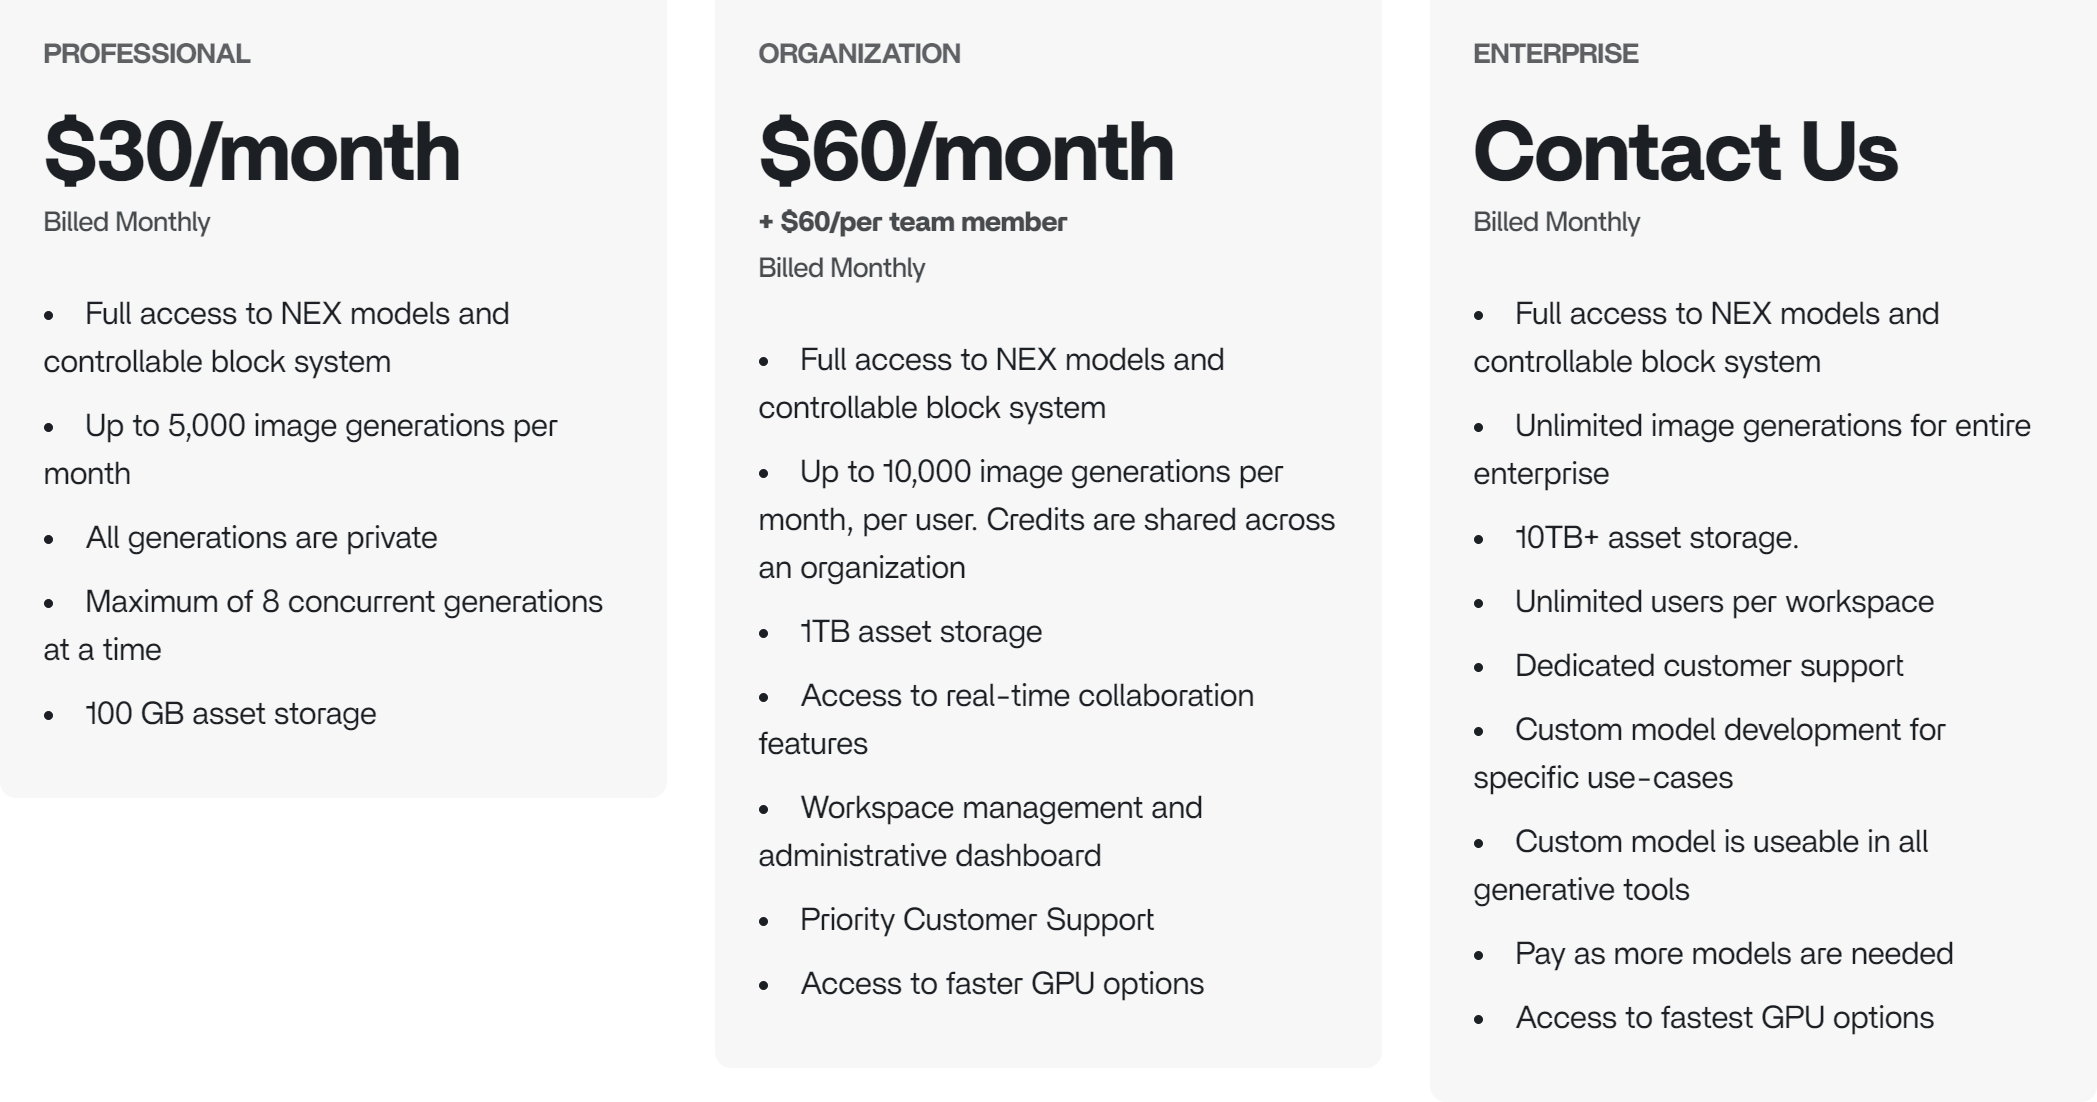 PROFESSIONAL
$30/month
Billed Monthly
• Full access to NEX models and
controllable block system
• Up to 5,000 image generations per
month
• All generations are private
• Maximum of 8 concurrent generations
at a time
• 100 GB asset storage
ORGANIZATION
$60/month
+ $60/per team member
Billed Monthly
• Full access to NEX models and
controllable block system
• Up to 10,000 image generations per
month, per user. Credits are shared across
an organization
• 1TB asset storage
• Access to real-time collaboration
features
• Workspace management and
administrative dashboard
• Priority Customer Support
• Access to faster GPU options
ENTERPRISE
Contact Us
Billed Monthly
• Full access to NEX models and
controllable block system
• Unlimited image generations for entire
enterprise
• 10TB+ asset storage.
• Unlimited users per workspace
• Dedicated customer support
• Custom model development for
specific use-cases
• Custom model is useable in all
generative tools
• Pay as more models are needed
• Access to fastest GPU options